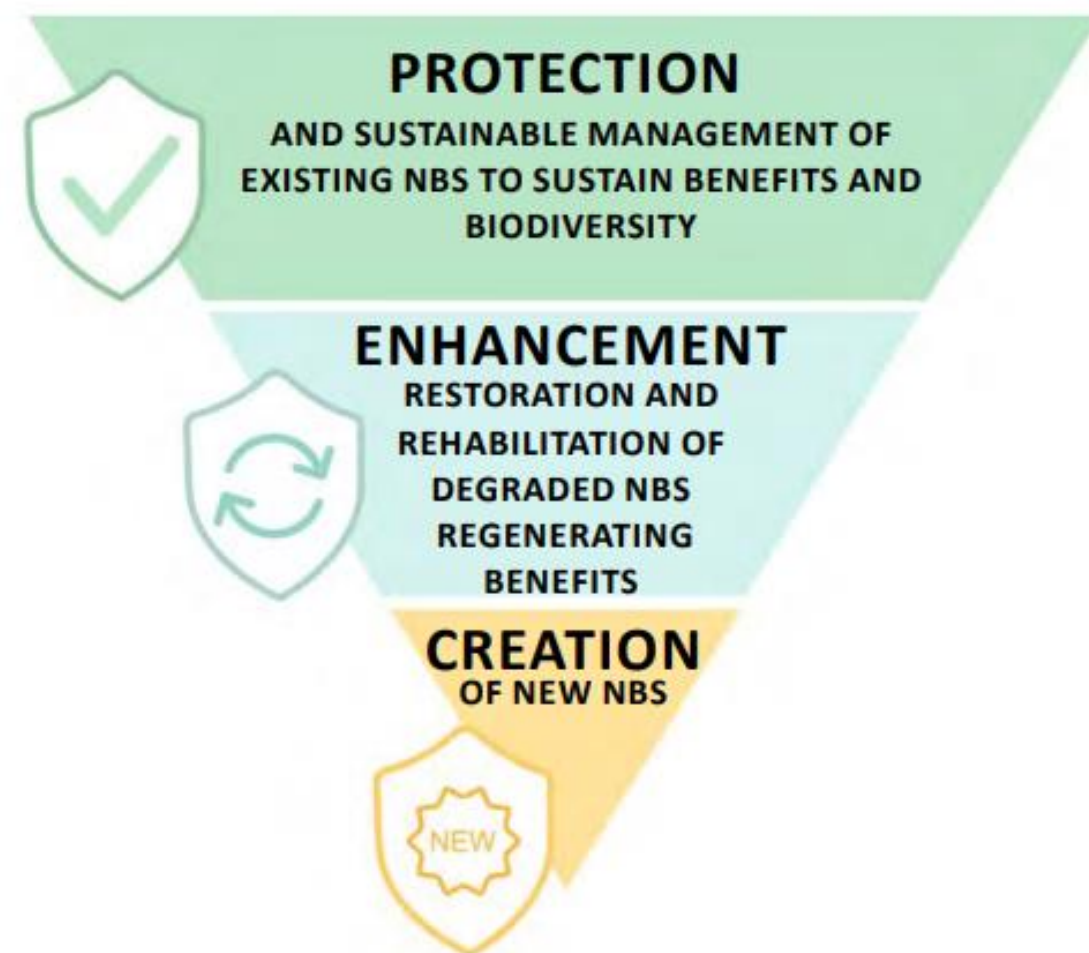 PROTECTION
AND SUSTAINABLE MANAGEMENT OF
EXISTING NBS TO SUSTAIN BENEFITS AND
BIODIVERSITY
ENHANCEMENT
RESTORATION AND
REHABILITATION OF
DEGRADED NBS
REGENERATING
BENEFITS
CREATION
OF NEW NBS
NEW